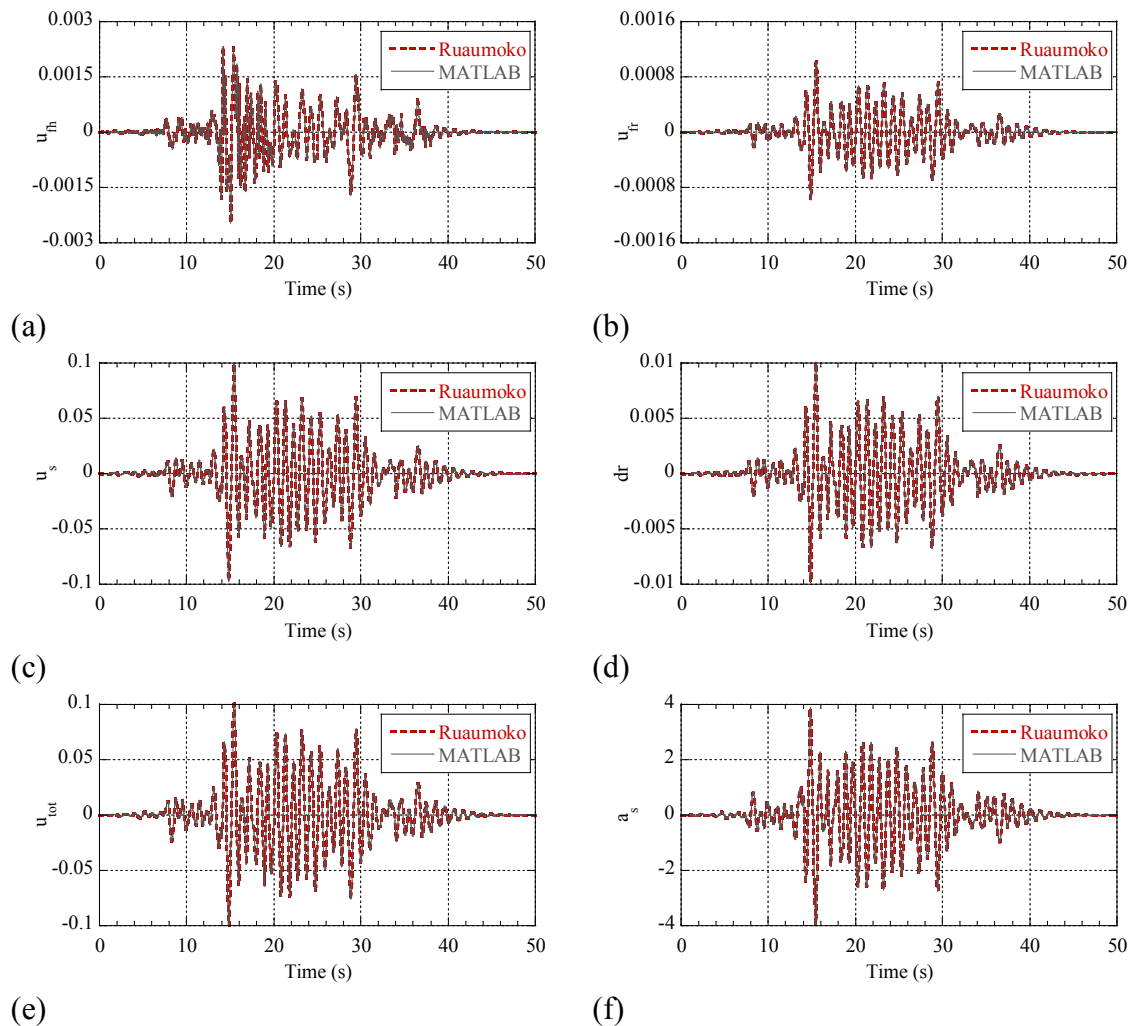 0.003
0.0015
0
-0.0015
-0.003
u_fh
Ruaumoko
MATLAB
0 10 20 30 40 50
Time (s)
(a)
0.0016
0.0008
0
-0.0008
-0.0016
u_fr
Ruaumoko
MATLAB
0 10 20 30 40 50
Time (s)
(b)
0.1
0.05
0
-0.05
-0.1
u_s
Ruaumoko
MATLAB
0 10 20 30 40 50
Time (s)
(c)
0.01
0.005
0
-0.005
-0.01
dr
Ruaumoko
MATLAB
0 10 20 30 40 50
Time (s)
(d)
0.1
0.05
0
-0.05
-0.1
u_tot
Ruaumoko
MATLAB
0 10 20 30 40 50
Time (s)
(e)
4
2
0
-2
-4
a_s
Ruaumoko
MATLAB
0 10 20 30 40 50
Time (s)
(f)